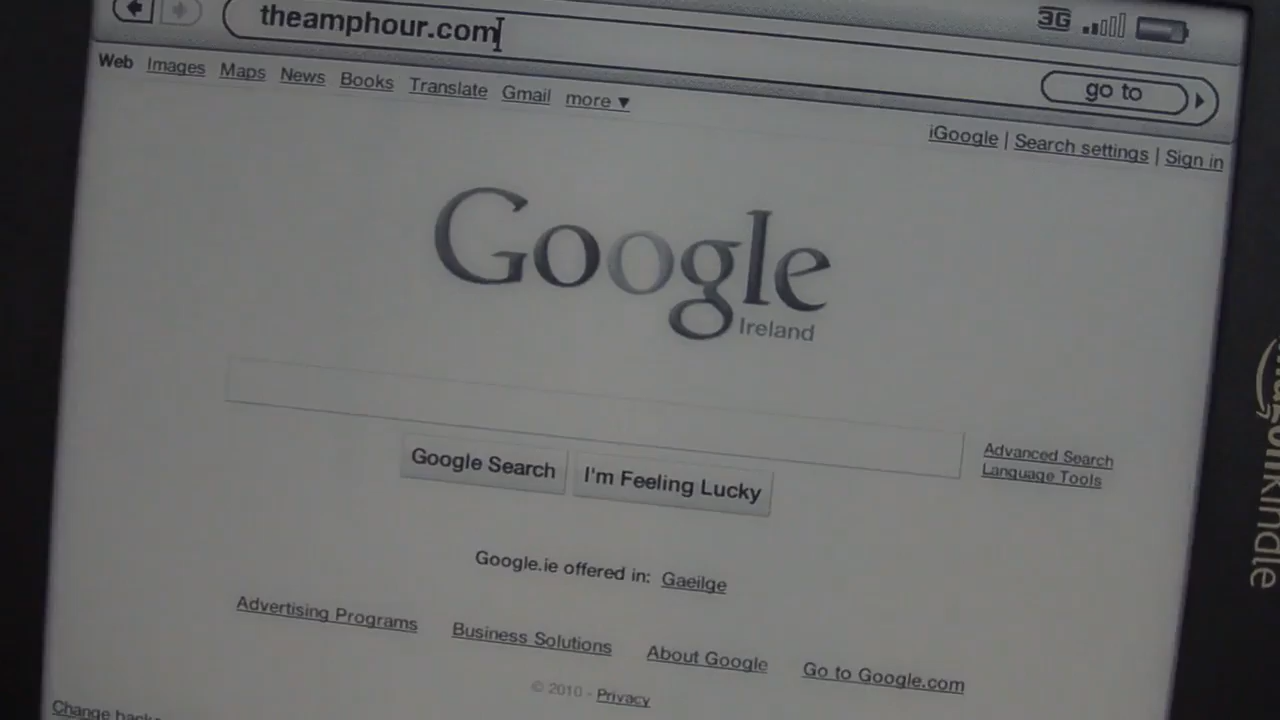 theamphour.com
3G
go to
Web Images Maps News Books Translate Gmail more ▼
iGoogle | Search settings | Sign in
Google
Ireland
Advanced Search
Language Tools
Google Search I'm Feeling Lucky
Google.ie offered in: Gaeilge
Advertising Programs Business Solutions About Google Go to Google.com
© 2010 - Privacy
Change
amazonkindle